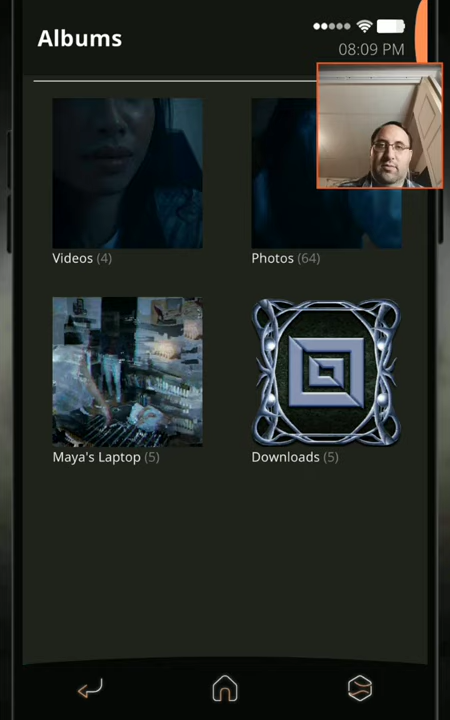 Albums
08:09 PM
Videos (4)
Photos (64)
Maya's Laptop (5)
Downloads (5)